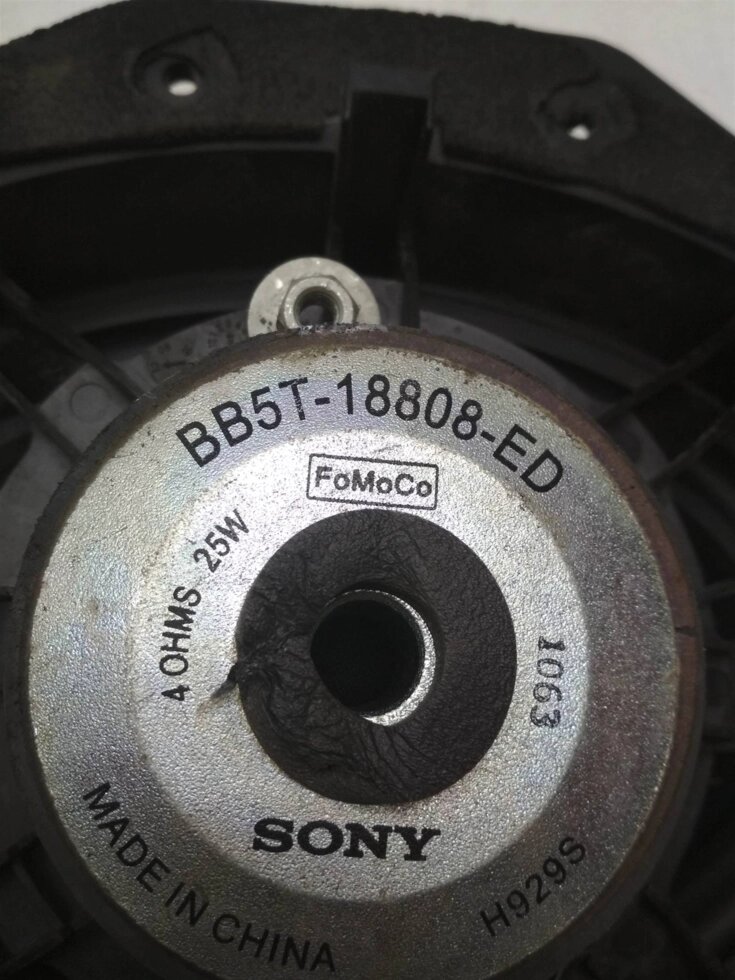 BB5T-18808-ED
FoMoCo
4 OHMS 25W
1063
SONY
MADE IN CHINA
H929S